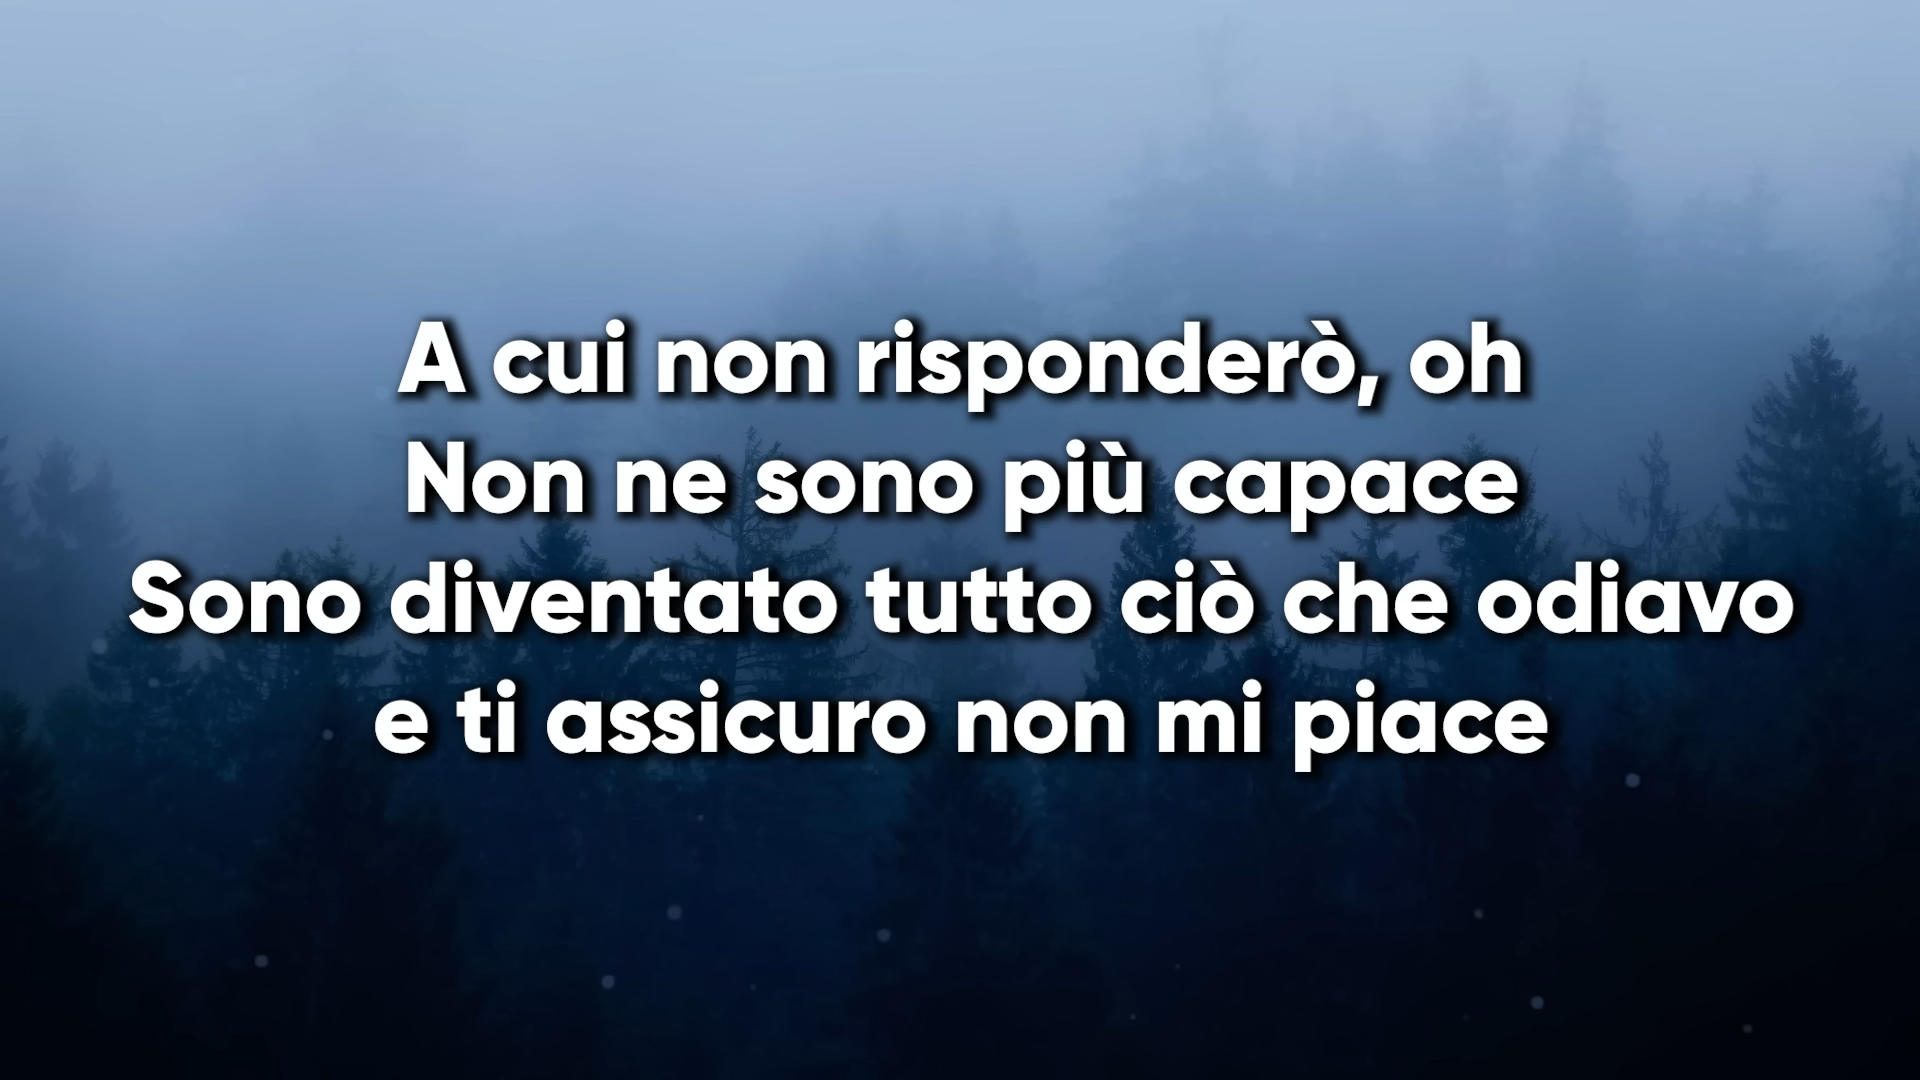 A cui non risponderò, oh
Non ne sono più capace
Sono diventato tutto ciò che odiavo
e ti assicuro non mi piace